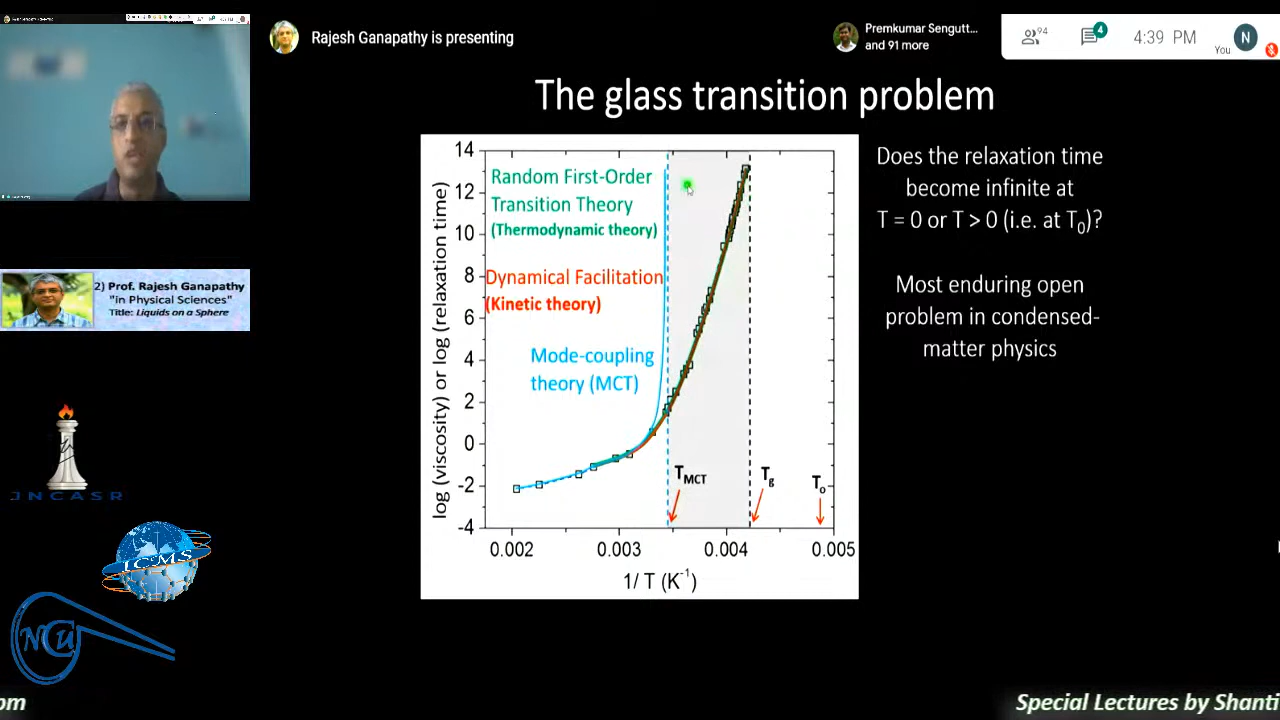 Rajesh Ganapathy is presenting
Premkumar Sengutt...
and 91 more
94
4
4:39 PM
You
N
The glass transition problem
14
12
10
8
6
4
2
0
-2
-4
log (viscosity) or log (relaxation time)
Random First-Order
Transition Theory
(Thermodynamic theory)
Dynamical Facilitation
(Kinetic theory)
Mode-coupling
theory (MCT)
TMCT
Tg
To
0.002 0.003 0.004 0.005
1/ T (K-1)
Does the relaxation time
become infinite at
T = 0 or T > 0 (i.e. at T0)?
Most enduring open
problem in condensed-
matter physics
2) Prof. Rajesh Ganapathy
"in Physical Sciences"
Title: Liquids on a Sphere
JNCASR
ICMS
NCU
om
Special Lectures by Shanti